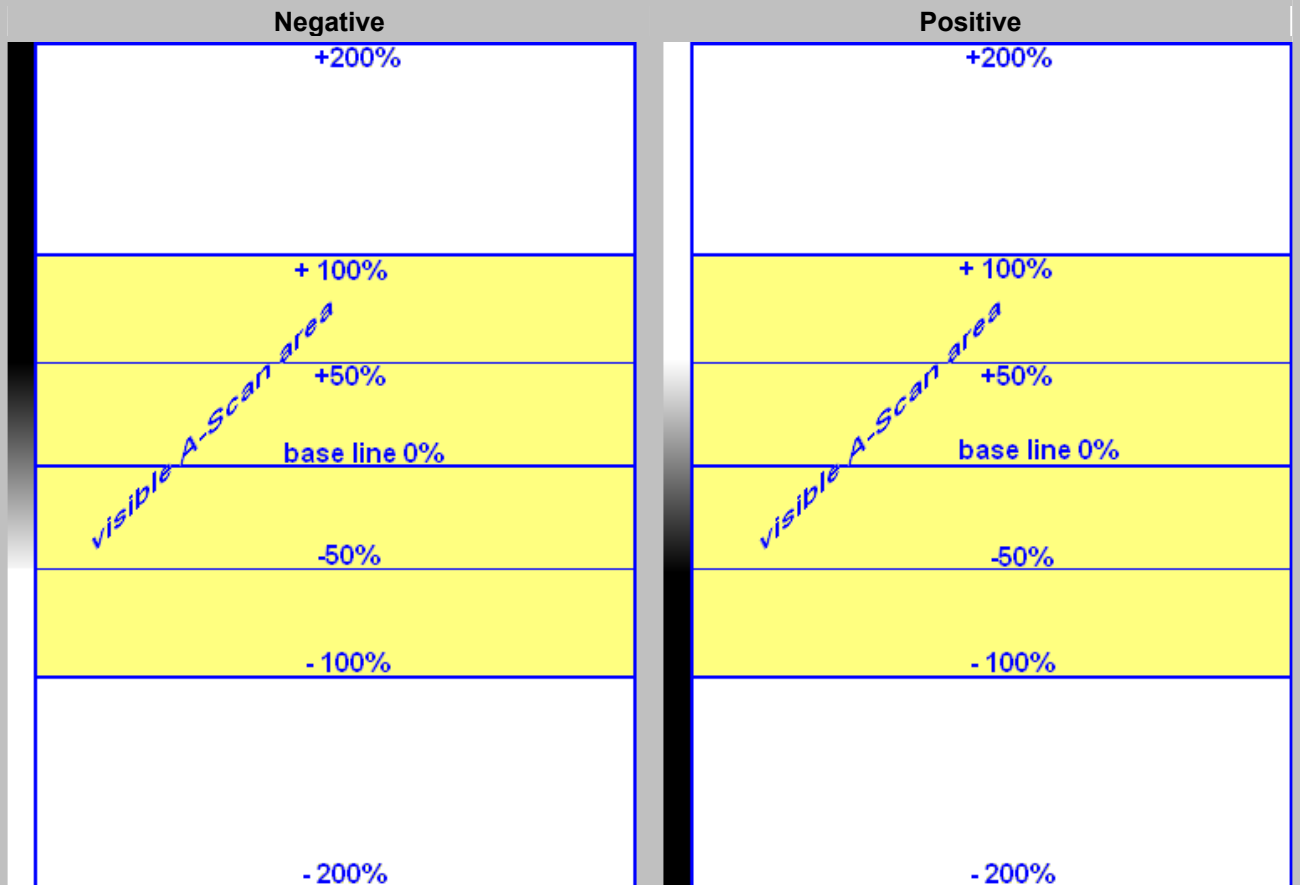 Negative
+200%
+ 100%
visible A-Scan area
+50%
base line 0%
-50%
- 100%
- 200%
Positive
+200%
+ 100%
visible A-Scan area
+50%
base line 0%
-50%
- 100%
- 200%